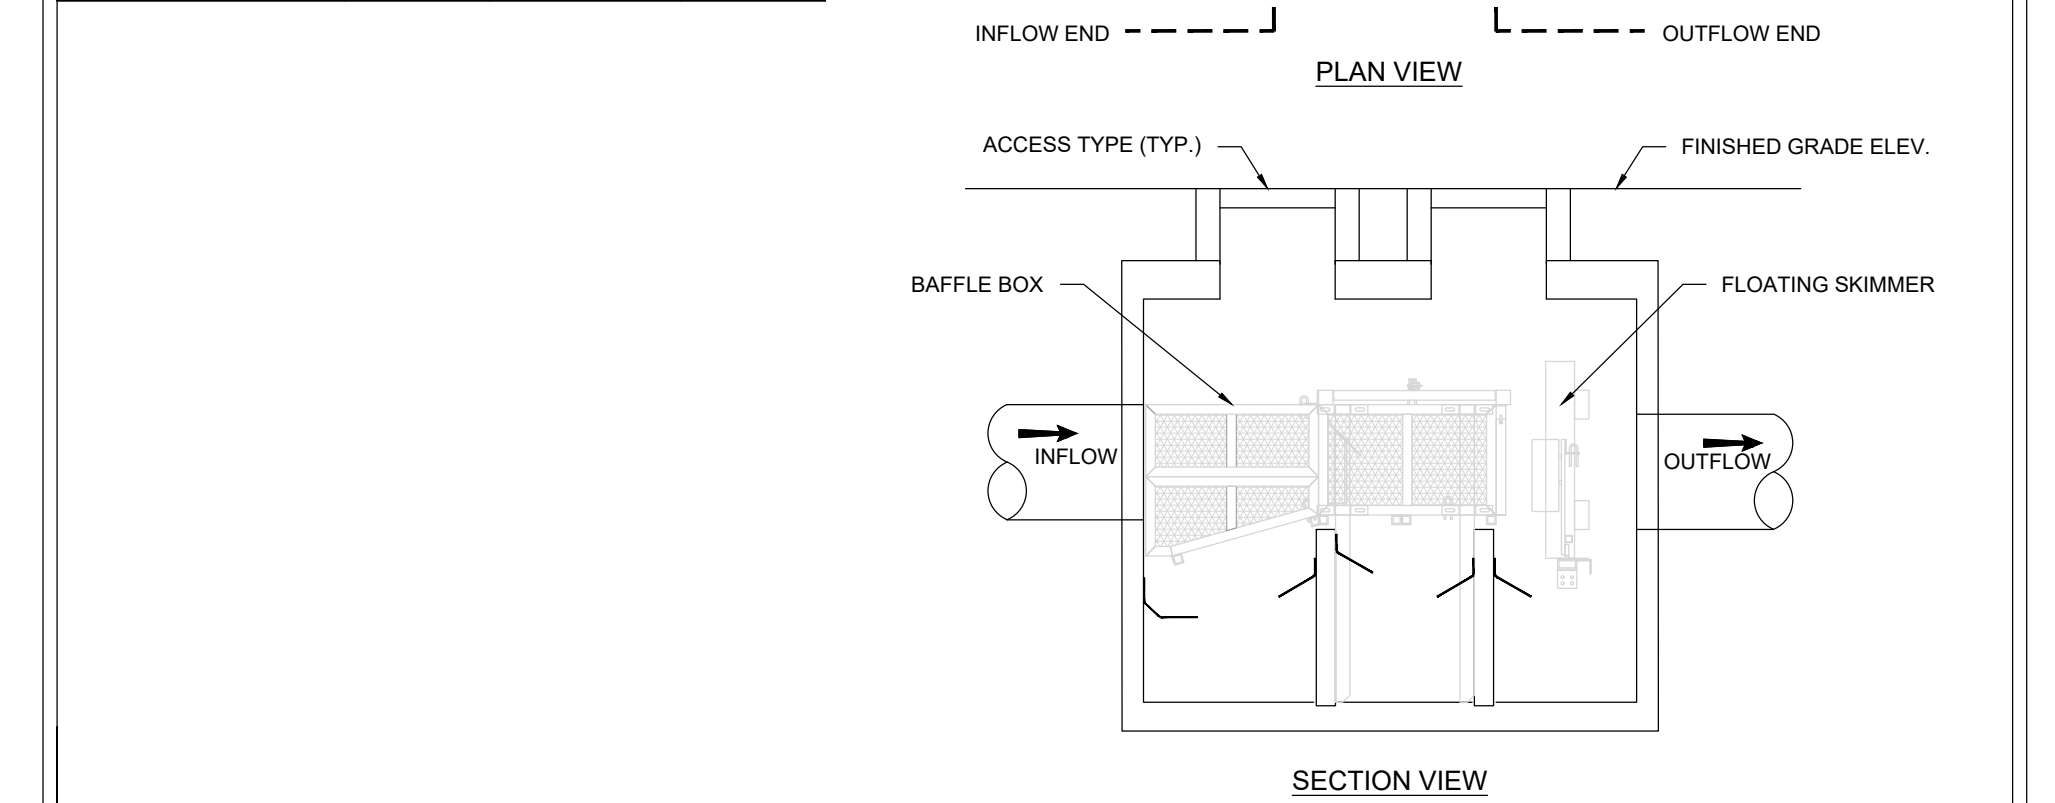 INFLOW END
OUTFLOW END
PLAN VIEW
ACCESS TYPE (TYP.)
FINISHED GRADE ELEV.
BAFFLE BOX
FLOATING SKIMMER
INFLOW
OUTFLOW
SECTION VIEW